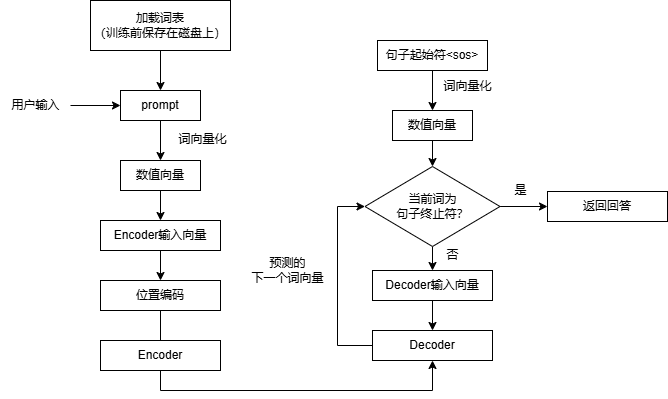 加载词表
（训练前保存在磁盘上）
用户输入
prompt
词向量化
数值向量
Encoder输入向量
位置编码
Encoder
句子起始符<sos>
词向量化
数值向量
当前词为
句子终止符？
是
返回回答
否
预测的
下一个词向量
Decoder输入向量
Decoder